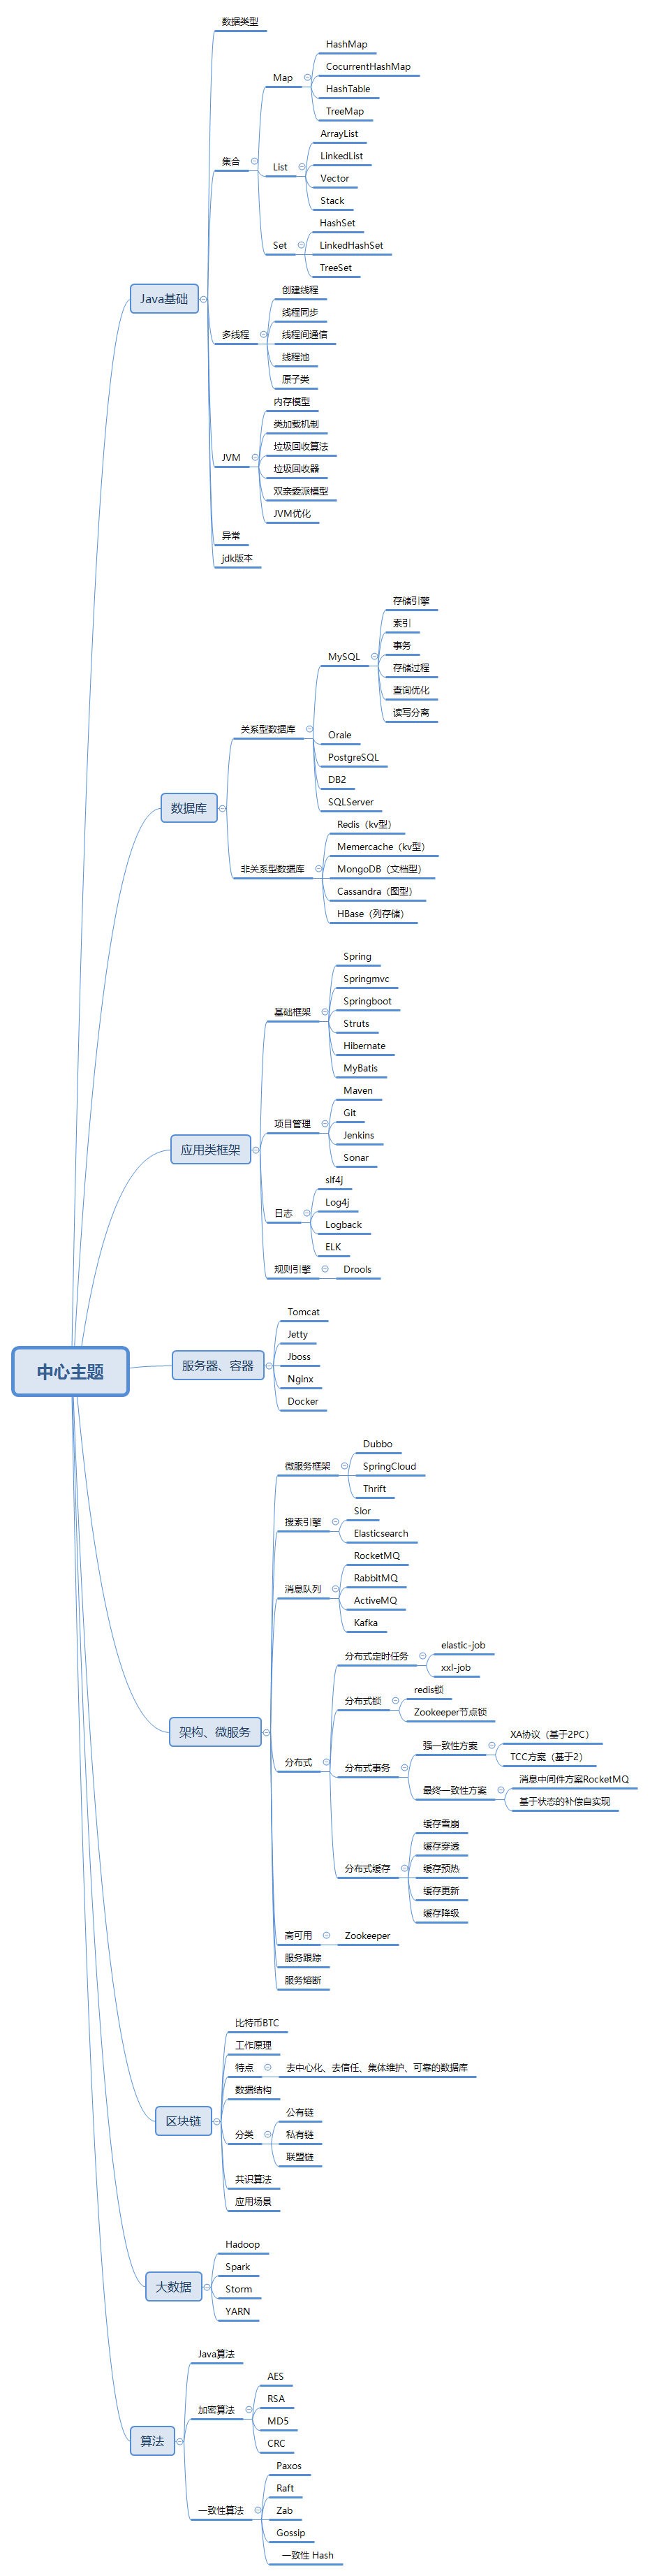 中心主题
Java基础
数据类型
集合
Map
HashMap
CocurrentHashMap
HashTable
TreeMap
List
ArrayList
LinkedList
Vector
Stack
Set
HashSet
LinkedHashSet
TreeSet
多线程
创建线程
线程同步
线程间通信
线程池
原子类
JVM
内存模型
类加载机制
垃圾回收算法
垃圾回收器
双亲委派模型
JVM优化
异常
jdk版本
数据库
关系型数据库
MySQL
存储引擎
索引
事务
存储过程
查询优化
读写分离
Orale
PostgreSQL
DB2
SQLServer
非关系型数据库
Redis（kv型）
Memercache（kv型）
MongoDB（文档型）
Cassandra（图型）
HBase（列存储）
应用类框架
基础框架
Spring
Springmvc
Springboot
Struts
Hibernate
MyBatis
项目管理
Maven
Git
Jenkins
Sonar
日志
slf4j
Log4j
Logback
ELK
规则引擎
Drools
服务器、容器
Tomcat
Jetty
Jboss
Nginx
Docker
架构、微服务
微服务框架
Dubbo
SpringCloud
Thrift
搜素引擎
Slor
Elasticsearch
消息队列
RocketMQ
RabbitMQ
ActiveMQ
Kafka
分布式
分布式定时任务
elastic-job
xxl-job
分布式锁
redis锁
Zookeeper节点锁
分布式事务
强一致性方案
XA协议（基于2PC）
TCC方案（基于2）
最终一致性方案
消息中间件方案RocketMQ
基于状态的补偿自实现
分布式缓存
缓存雪崩
缓存穿透
缓存预热
缓存更新
缓存降级
高可用
Zookeeper
服务跟踪
服务熔断
区块链
比特币BTC
工作原理
特点
去中心化、去信任、集体维护、可靠的数据库
数据结构
分类
公有链
私有链
联盟链
共识算法
应用场景
大数据
Hadoop
Spark
Storm
YARN
算法
Java算法
加密算法
AES
RSA
MD5
CRC
一致性算法
Paxos
Raft
Zab
Gossip
一致性 Hash